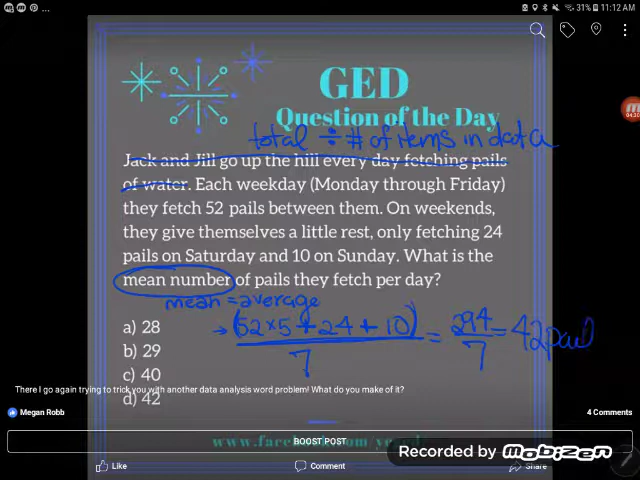 31% 11:12 AM
GED
Question of the Day
total ÷ # of items in data
Jack and Jill go up the hill every day fetching pails
of water. Each weekday (Monday through Friday)
they fetch 52 pails between them. On weekends,
they give themselves a little rest, only fetching 24
pails on Saturday and 10 on Sunday. What is the
mean number of pails they fetch per day?
mean = average
a) 28
b) 29
c) 40
d) 42
→ (52×5 + 24 + 10) / 7 = 294 / 7 = 42 pail
There I go again trying to trick you with another data analysis word problem! What do you make of it?
Megan Robb
4 Comments
BOOST POST
Recorded by Mobizen
Like
Comment
Share